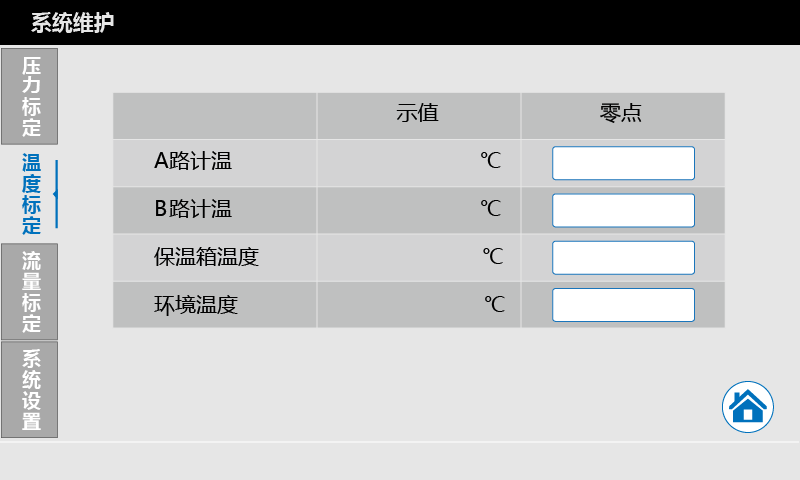 系统维护
压力标定
温度标定
流量标定
系统设置
示值 零点
A路计温 ℃
B路计温 ℃
保温箱温度 ℃
环境温度 ℃